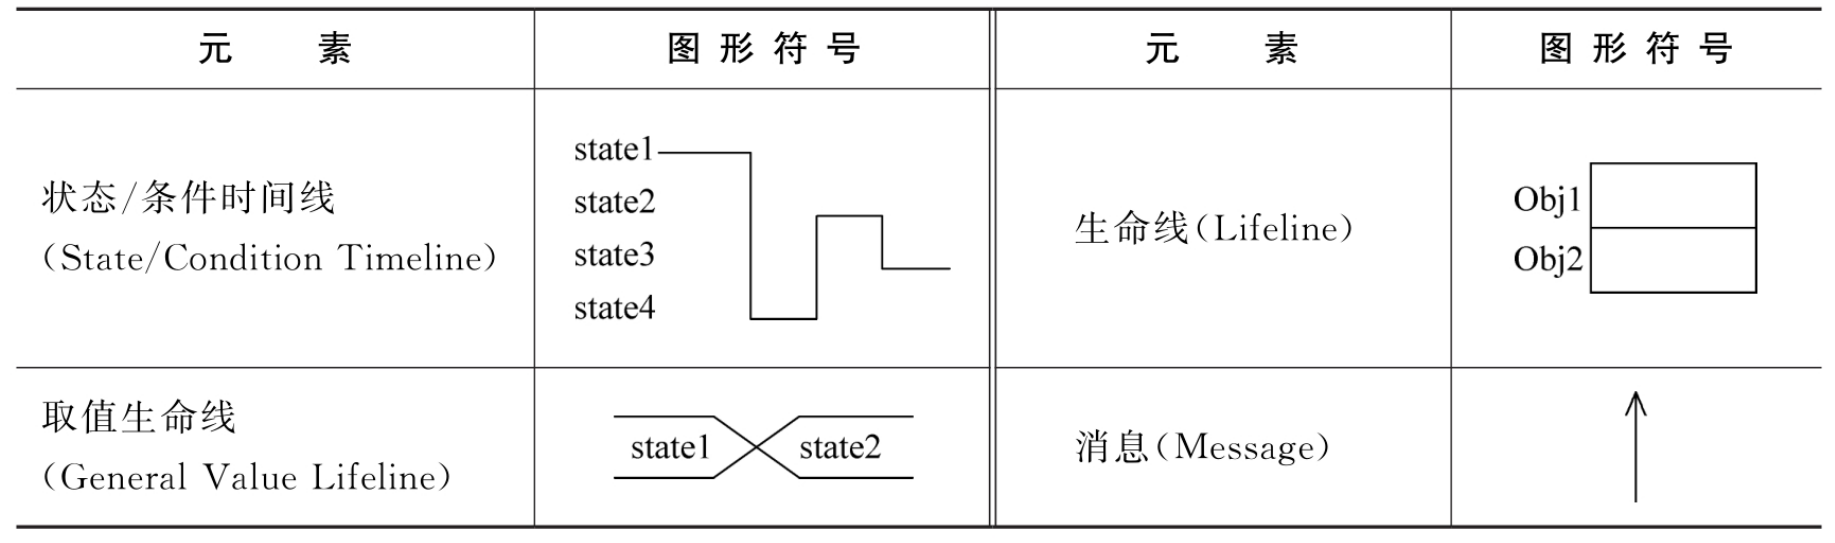 元 素
图 形 符 号
元 素
图 形 符 号
状态/条件时间线
(State/Condition Timeline)
state1
state2
state3
state4
生命线(Lifeline)
Obj1
Obj2
取值生命线
(General Value Lifeline)
state1
state2
消息(Message)